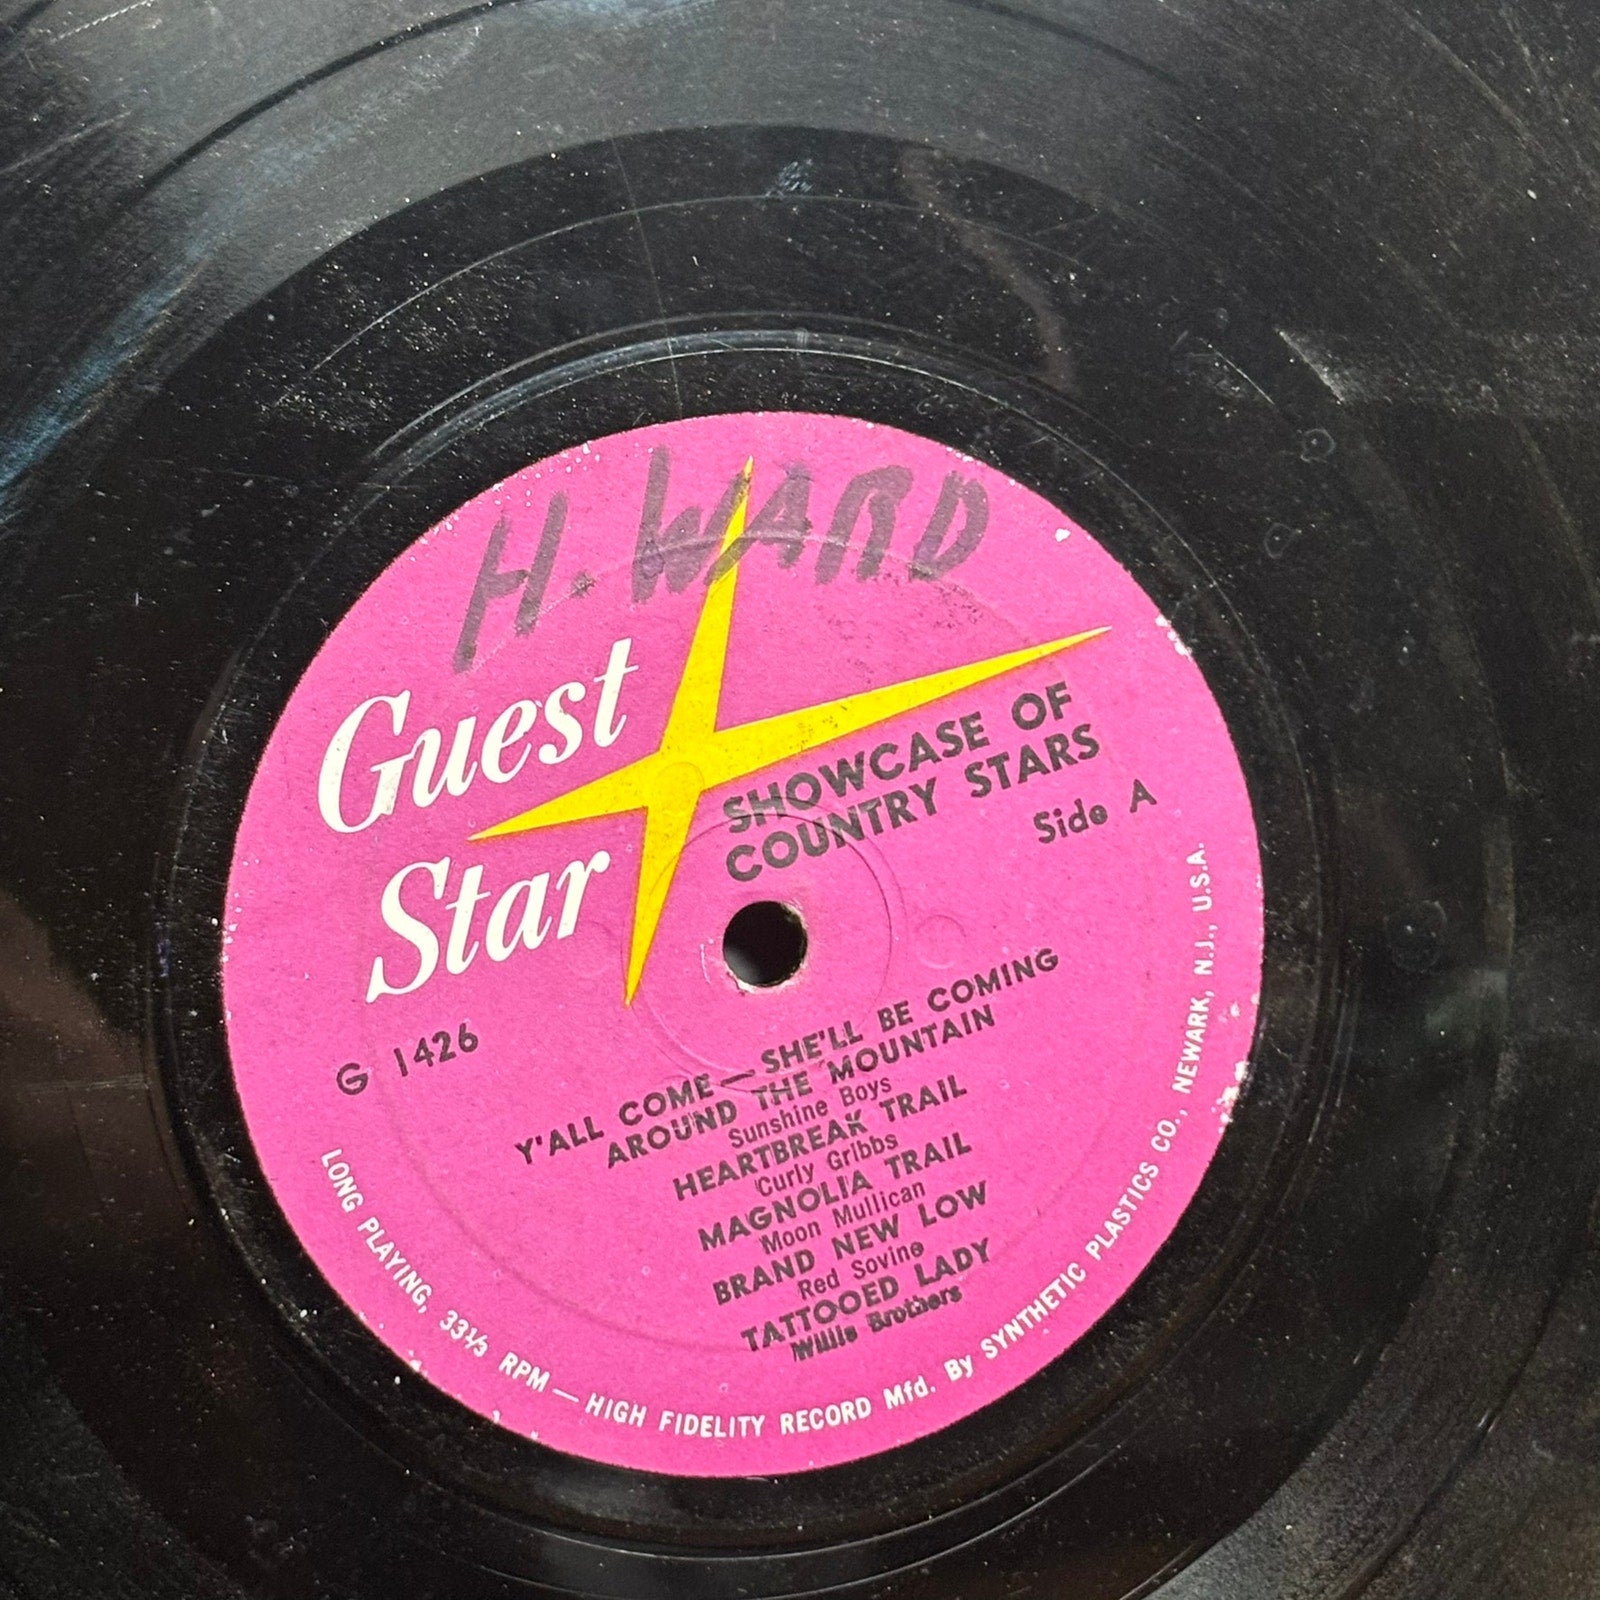 H. WARD
Guest
Star
SHOWCASE OF
COUNTRY STARS
Side A
G 1426
Y'ALL COME — SHE'LL BE COMING
AROUND THE MOUNTAIN
Sunshine Boys
HEARTBREAK TRAIL
Curly Gribbs
MAGNOLIA TRAIL
Moon Mullican
BRAND NEW LOW
Red Sovine
TATTOOED LADY
Willis Brothers
LONG PLAYING, 33⅓ RPM — HIGH FIDELITY RECORD Mfd. By SYNTHETIC PLASTICS CO., NEWARK, N.J., U.S.A.